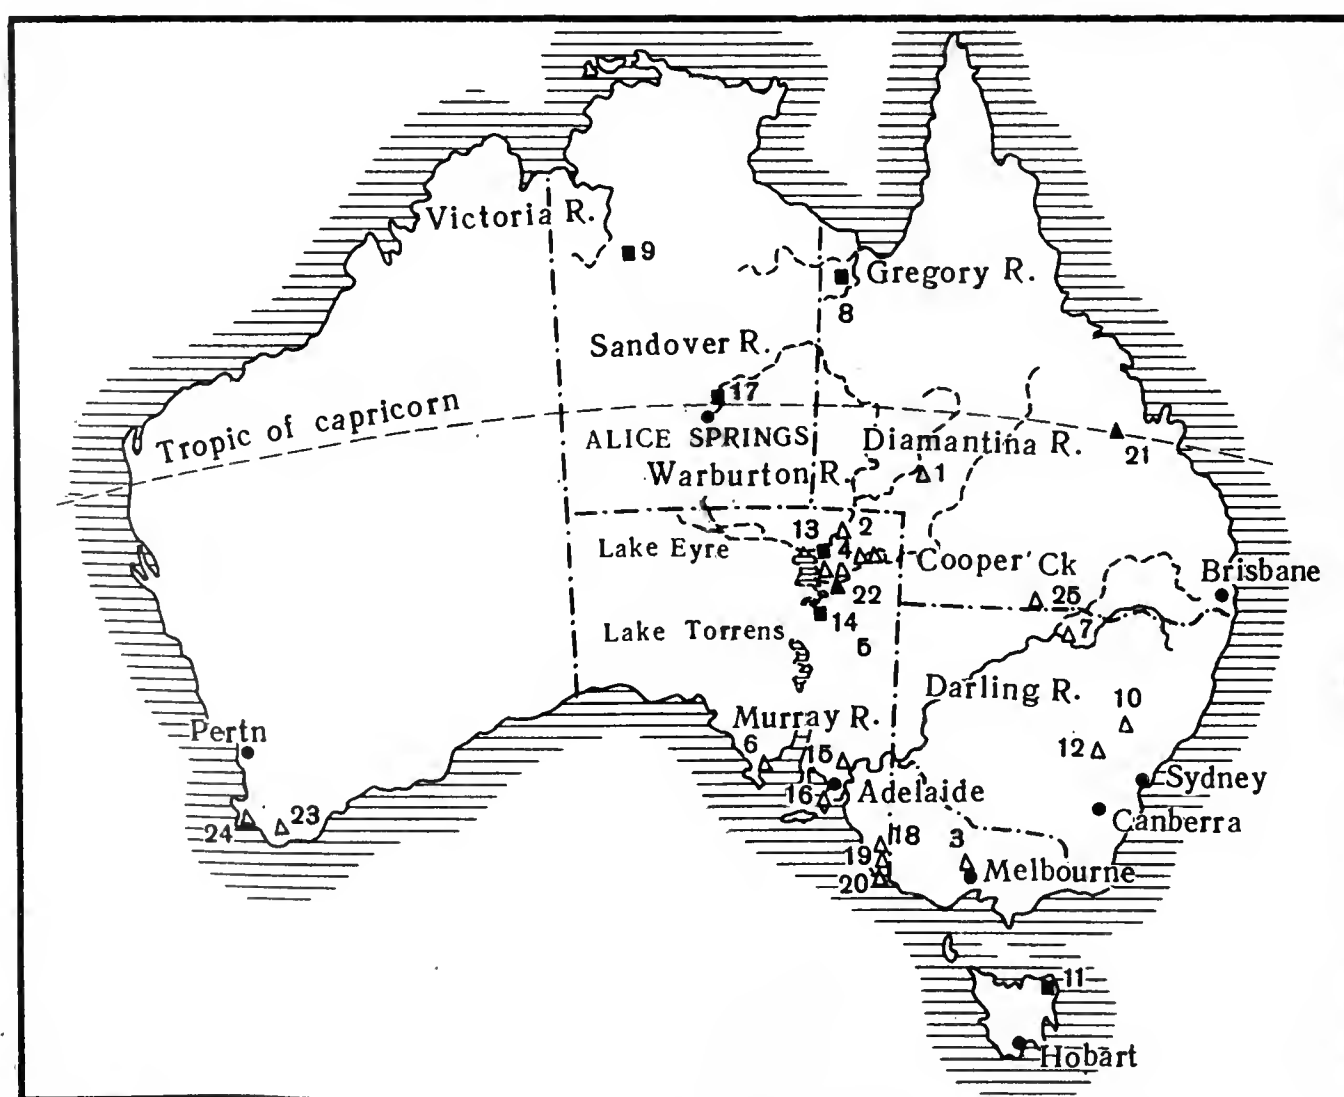 Victoria R.
9
Gregory R.
8
Sandover R.
17
Tropic of capricorn
ALICE SPRINGS
Diamantina R.
21
Warburton R.
1
13
2
Lake Eyre
4
Cooper Ck
Brisbane
22
25
14
Lake Torrens
5
7
Darling R.
10
Murray R.
Pertn
6
15
12
Sydney
16
Adelaide
Canberra
23
24
18
3
19
Melbourne
20
11
Hobart